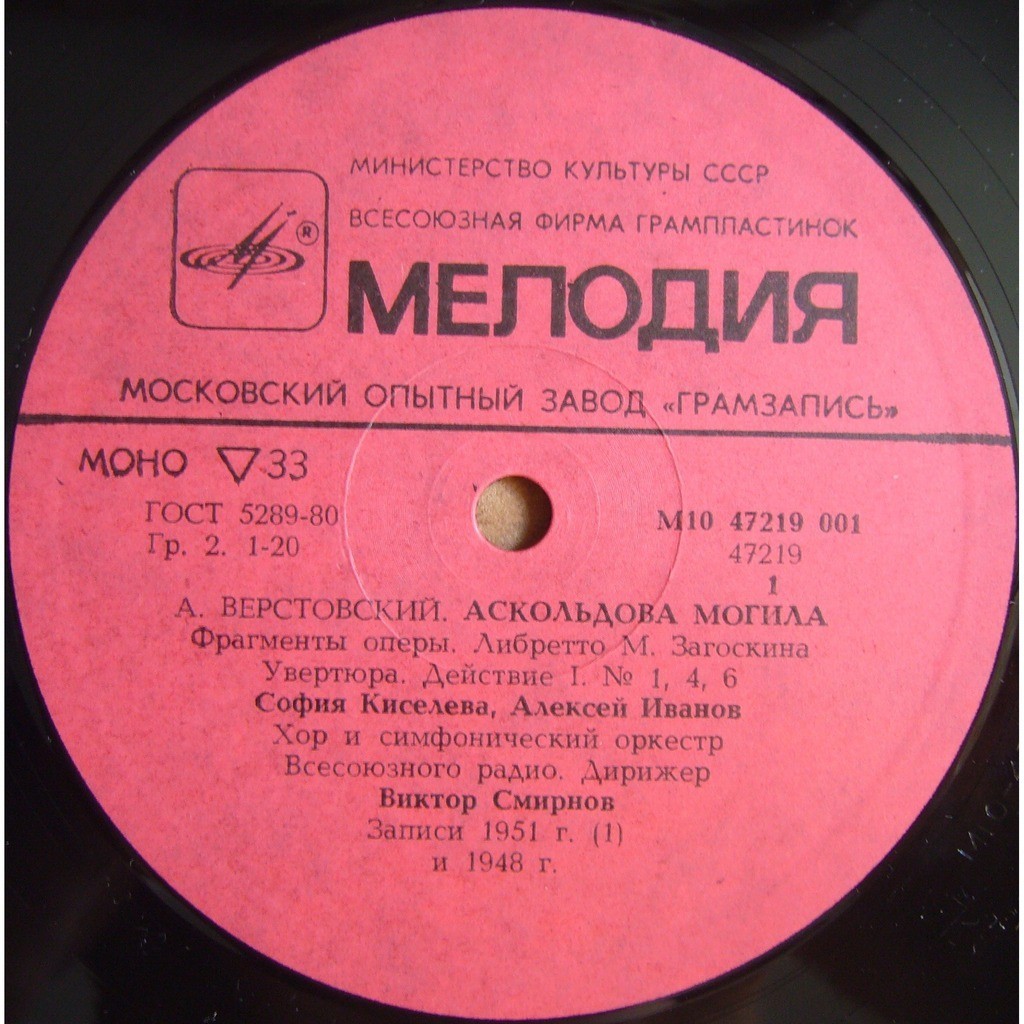 МИНИСТЕРСТВО КУЛЬТУРЫ СССР
ВСЕСОЮЗНАЯ ФИРМА ГРАМПЛАСТИНОК
®
МЕЛОДИЯ
МОСКОВСКИЙ ОПЫТНЫЙ ЗАВОД «ГРАМЗАПИСЬ»
МОНО ▽ 33
ГОСТ 5289-80
Гр. 2. 1-20
М10 47219 001
47219
1
А. ВЕРСТОВСКИЙ. АСКОЛЬДОВА МОГИЛА
Фрагменты оперы. Либретто М. Загоскина
Увертюра. Действие I. № 1, 4, 6
София Киселева, Алексей Иванов
Хор и симфонический оркестр
Всесоюзного радио. Дирижер
Виктор Смирнов
Записи 1951 г. (1)
и 1948 г.